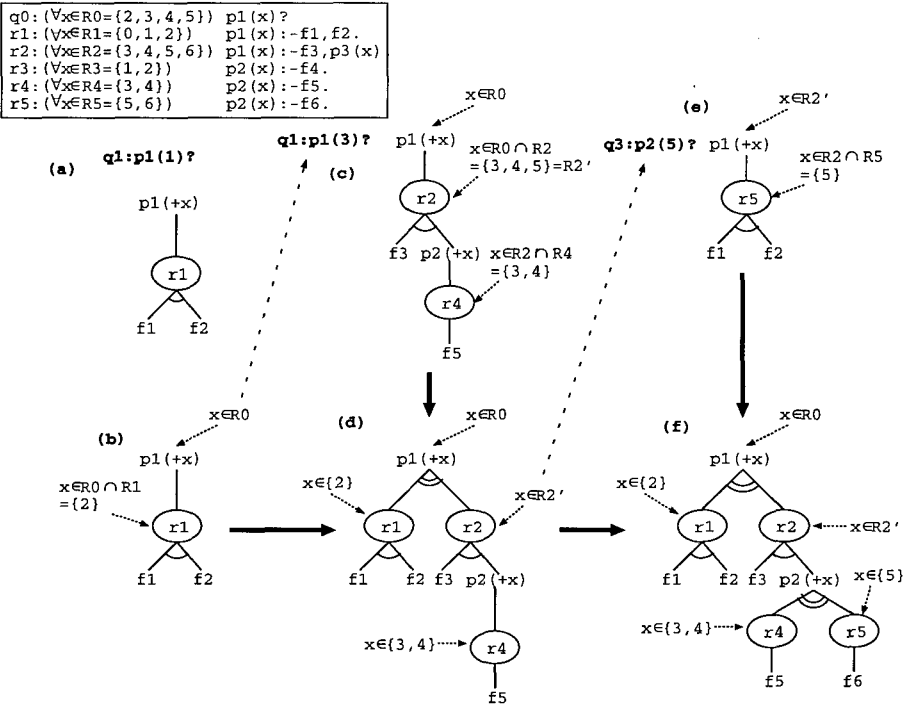 q0:(∀x∈R0={2,3,4,5}) p1(x)?
r1:(∀x∈R1={0,1,2}) p1(x):-f1,f2.
r2:(∀x∈R2={3,4,5,6}) p1(x):-f3,p3(x)
r3:(∀x∈R3={1,2}) p2(x):-f4.
r4:(∀x∈R4={3,4}) p2(x):-f5.
r5:(∀x∈R5={5,6}) p2(x):-f6.
(a)
q1:p1(1)?
p1(+x)
r1
f1 f2
q1:p1(3)?
(c)
x∈R0
p1(+x)
x∈R0∩R2
={3,4,5}=R2'
r2
f3 p2(+x)
x∈R2∩R4
={3,4}
r4
f5
(e)
q3:p2(5)?
x∈R2'
p1(+x)
x∈R2∩R5
={5}
r5
f1 f2
(b)
x∈R0
p1(+x)
x∈R0∩R1
={2}
r1
f1 f2
(d)
x∈R0
p1(+x)
x∈{2}
x∈R2'
r1 r2
f1 f2 f3 p2(+x)
x∈{3,4}
r4
f5
(f)
x∈R0
p1(+x)
x∈{2}
r1 r2
x∈R2'
f1 f2 f3 p2(+x)
x∈{5}
x∈{3,4}
r4 r5
f5 f6